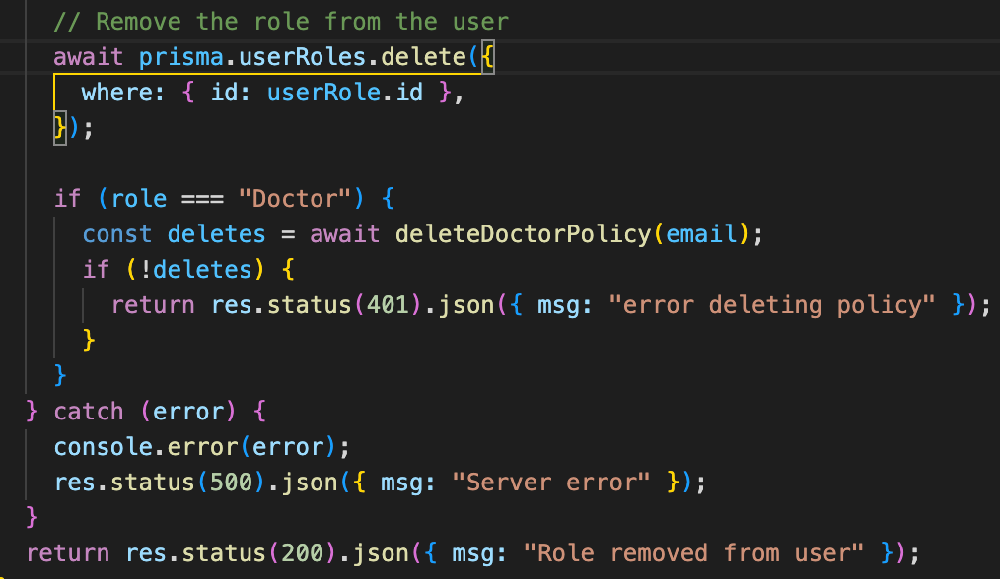 // Remove the role from the user
await prisma.userRoles.delete({
where: { id: userRole.id },
});
if (role === "Doctor") {
const deletes = await deleteDoctorPolicy(email);
if (!deletes) {
return res.status(401).json({ msg: "error deleting policy" });
}
}
} catch (error) {
console.error(error);
res.status(500).json({ msg: "Server error" });
}
return res.status(200).json({ msg: "Role removed from user" });